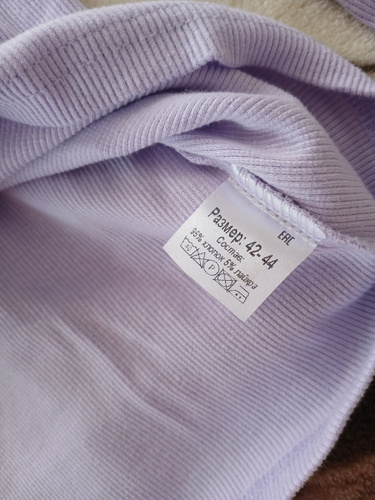 EAC
Размер: 42-44
Состав:
95% хлопок 5% лайкра